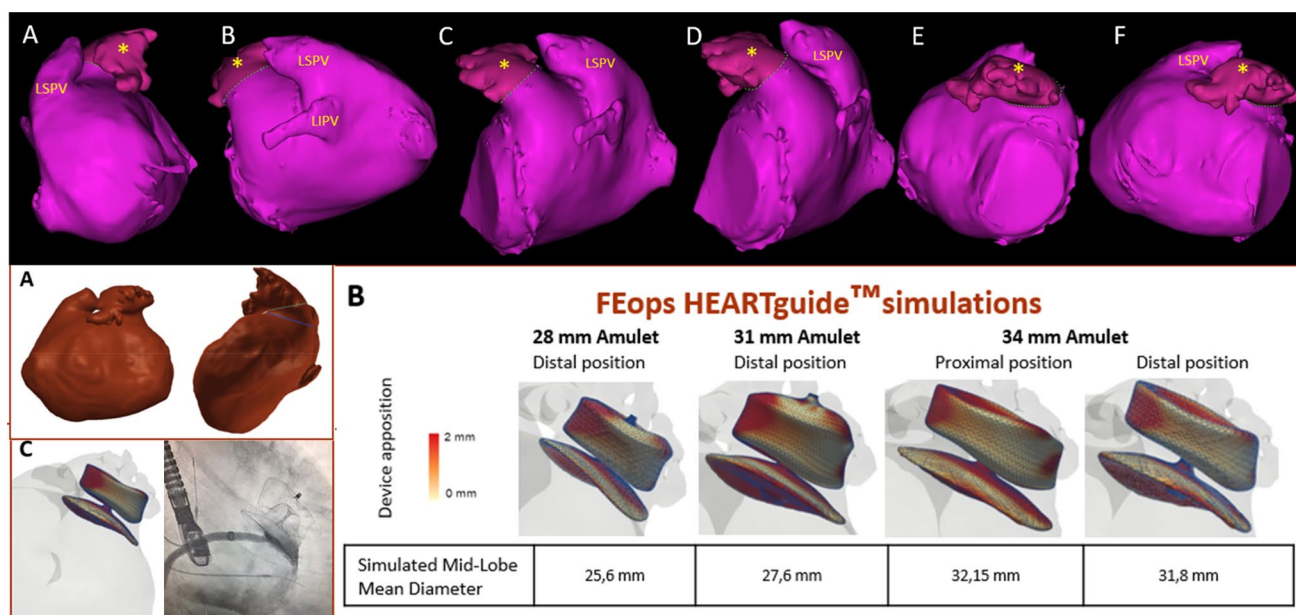 A
B
C
D
E
F
*
*
*
*
*
*
LSPV
LSPV
LIPV
LSPV
LSPV
LSPV
A
C
B
FEops HEARTguide™ simulations
28 mm Amulet
31 mm Amulet
34 mm Amulet
Distal position
Distal position
Proximal position
Distal position
Device apposition
2 mm
0 mm
Simulated Mid-Lobe
Mean Diameter
25,6 mm
27,6 mm
32,15 mm
31,8 mm